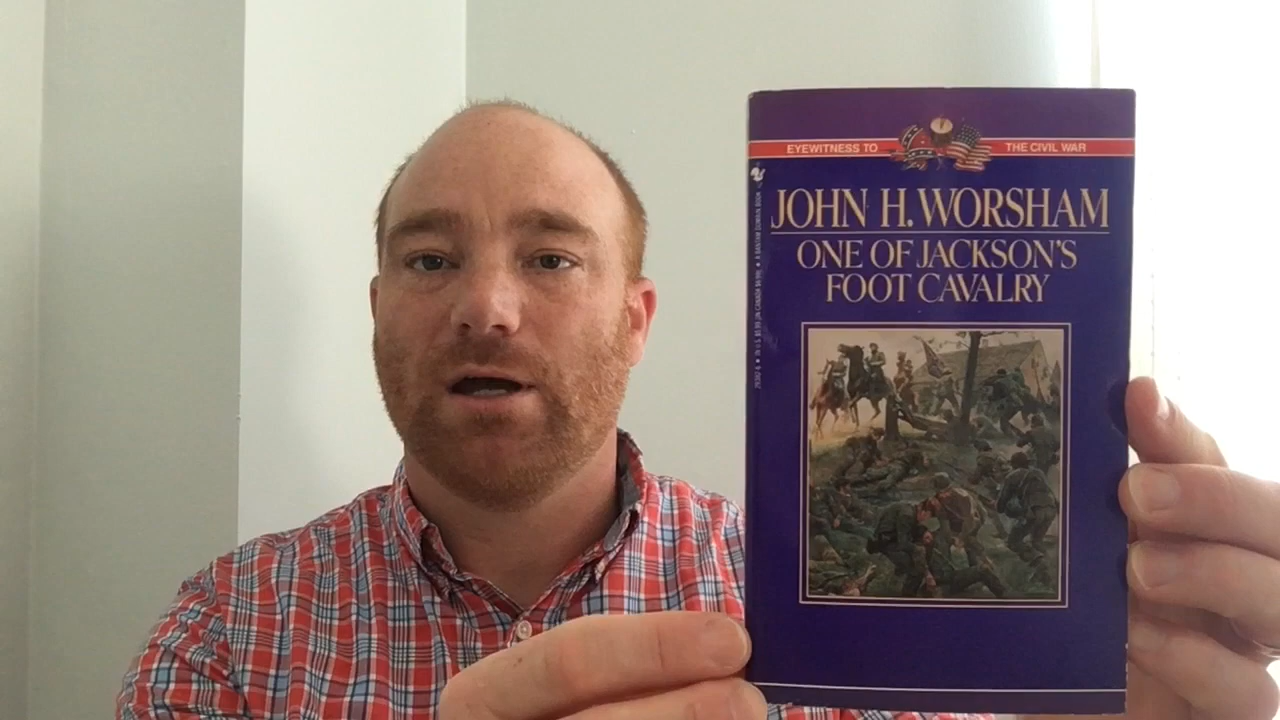 EYEWITNESS TO THE CIVIL WAR
JOHN H. WORSHAM
ONE OF JACKSON'S
FOOT CAVALRY